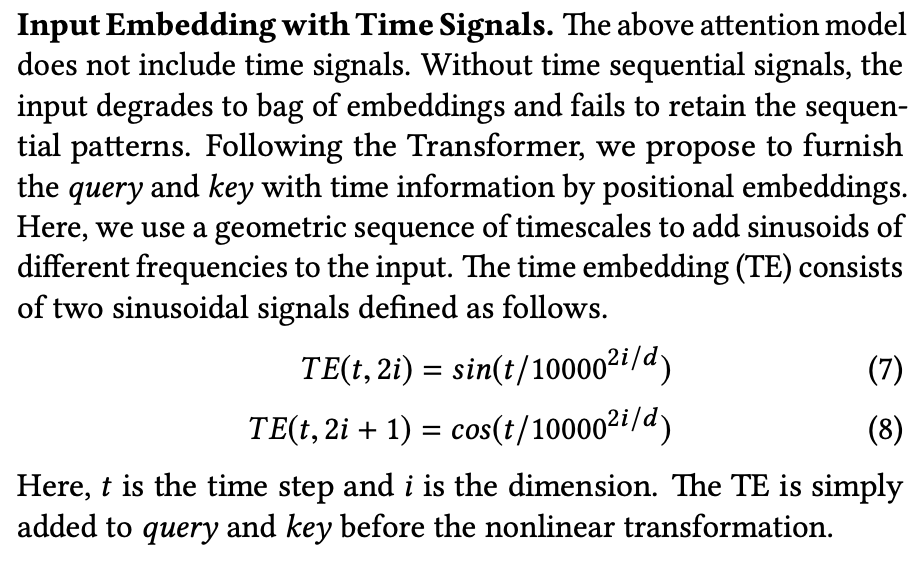 Input Embedding with Time Signals. The above attention model
does not include time signals. Without time sequential signals, the
input degrades to bag of embeddings and fails to retain the sequen-
tial patterns. Following the Transformer, we propose to furnish
the query and key with time information by positional embeddings.
Here, we use a geometric sequence of timescales to add sinusoids of
different frequencies to the input. The time embedding (TE) consists
of two sinusoidal signals defined as follows.
TE(t, 2i) = sin(t/10000^{2i/d}) (7)
TE(t, 2i + 1) = cos(t/10000^{2i/d}) (8)
Here, t is the time step and i is the dimension. The TE is simply
added to query and key before the nonlinear transformation.